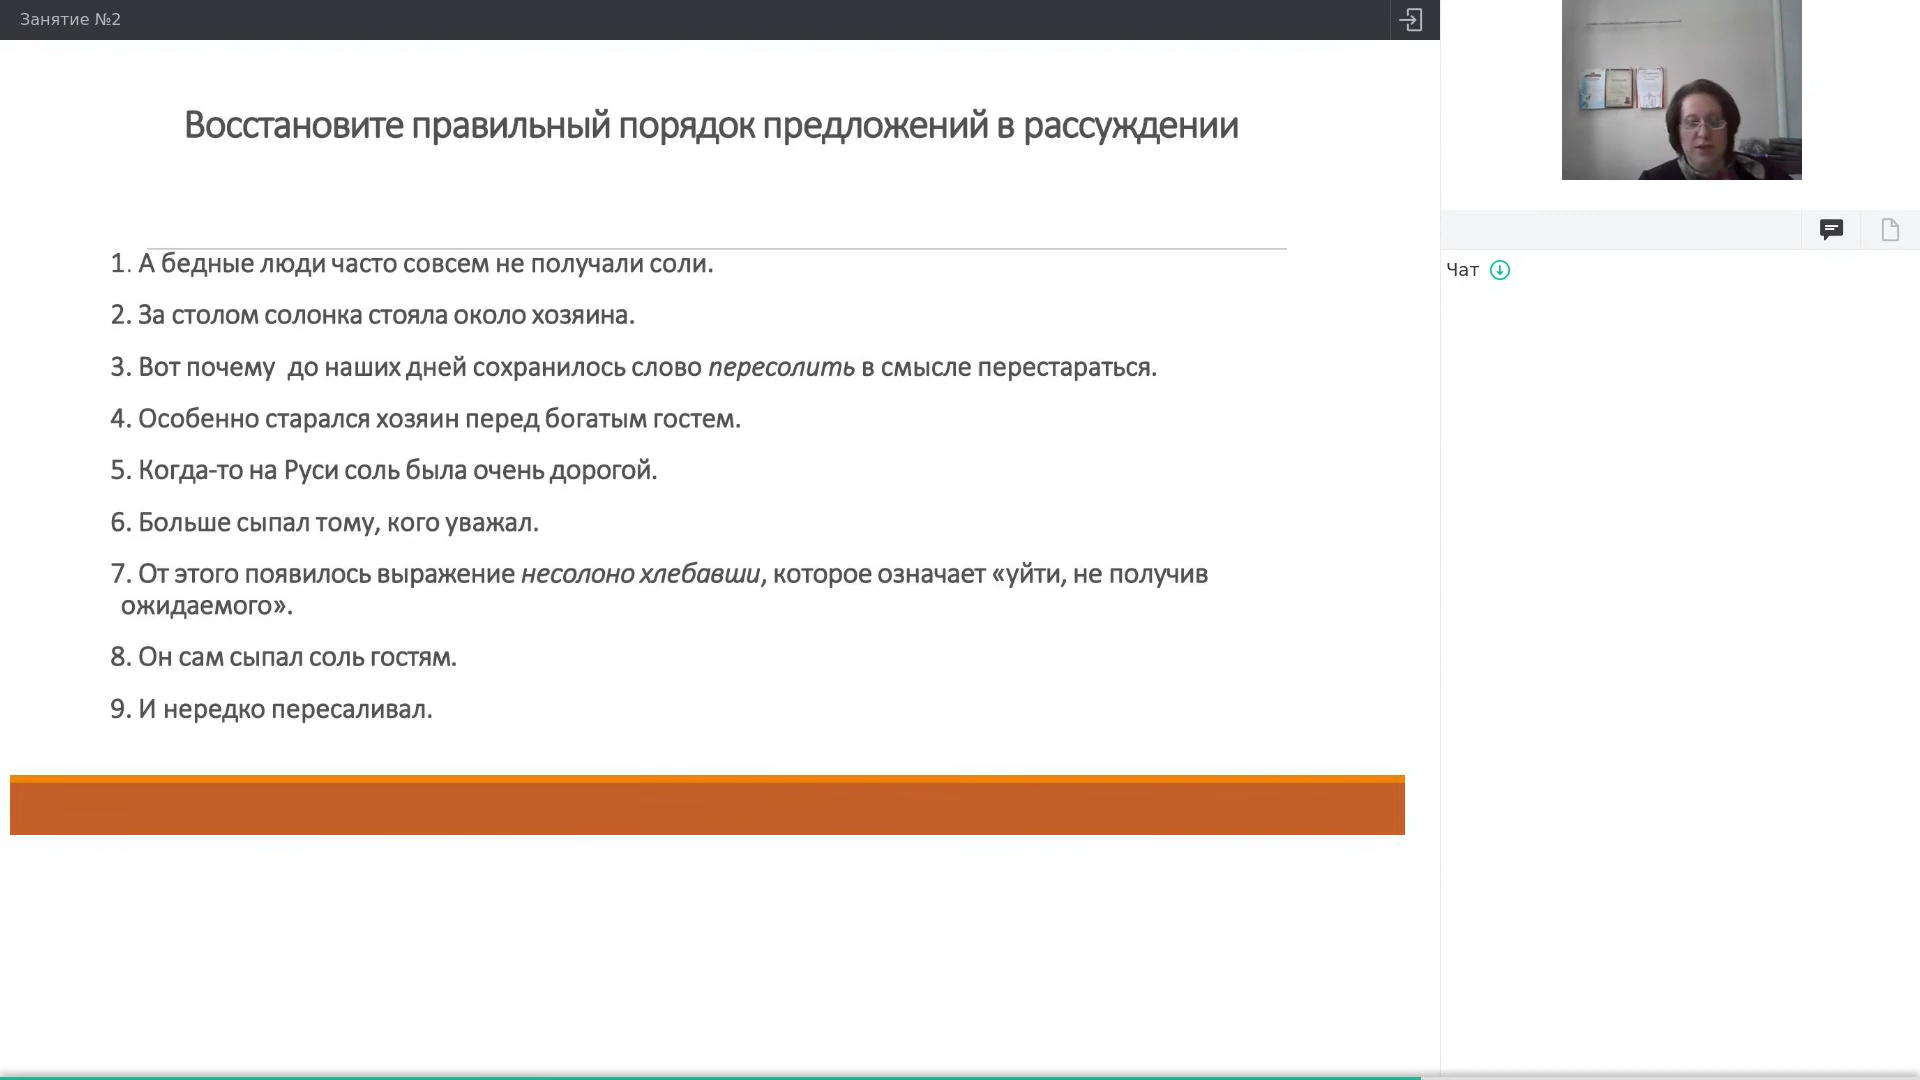 Занятие №2
Восстановите правильный порядок предложений в рассуждении
1. А бедные люди часто совсем не получали соли.
2. За столом солонка стояла около хозяина.
3. Вот почему до наших дней сохранилось слово пересолить в смысле перестараться.
4. Особенно старался хозяин перед богатым гостем.
5. Когда-то на Руси соль была очень дорогой.
6. Больше сыпал тому, кого уважал.
7. От этого появилось выражение несолоно хлебавши, которое означает «уйти, не получив
ожидаемого».
8. Он сам сыпал соль гостям.
9. И нередко пересаливал.
Чат